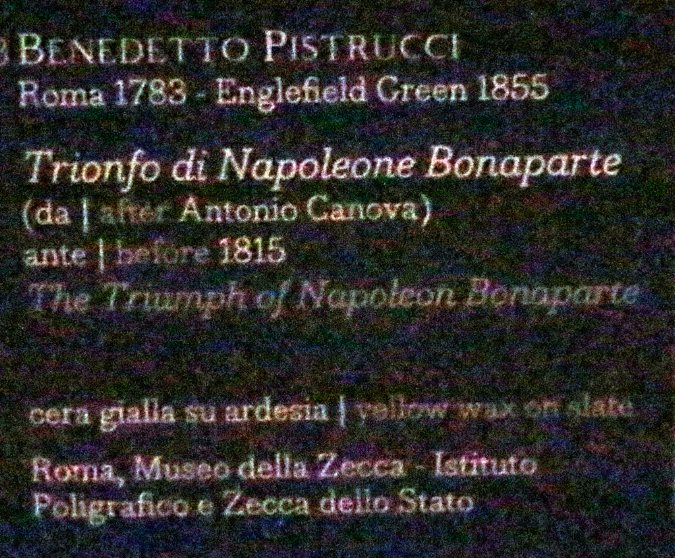 BENEDETTO PISTRUCCI
Roma 1783 - Englefield Green 1855
Trionfo di Napoleone Bonaparte
(da | after Antonio Canova)
ante | before 1815
The Triumph of Napoleon Bonaparte
cera gialla su ardesia | yellow wax on slate
Roma, Museo della Zecca - Istituto
Poligrafico e Zecca dello Stato